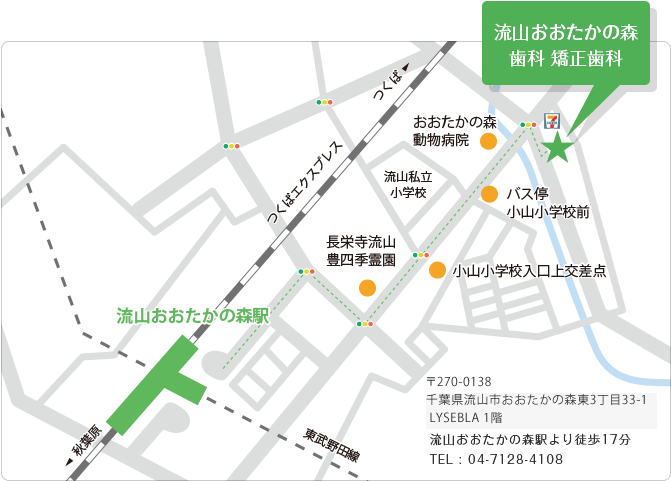 流山おおたかの森
歯科 矯正歯科
つくば
つくばエクスプレス
おおたかの森
動物病院
流山私立
小学校
バス停
小山小学校前
長栄寺流山
豊四季霊園
小山小学校入口上交差点
流山おおたかの森駅
秋葉原
東武野田線
〒270-0138
千葉県流山市おおたかの森東3丁目33-1
LYSEBLA 1階
流山おおたかの森駅より徒歩17分
TEL：04-7128-4108
7